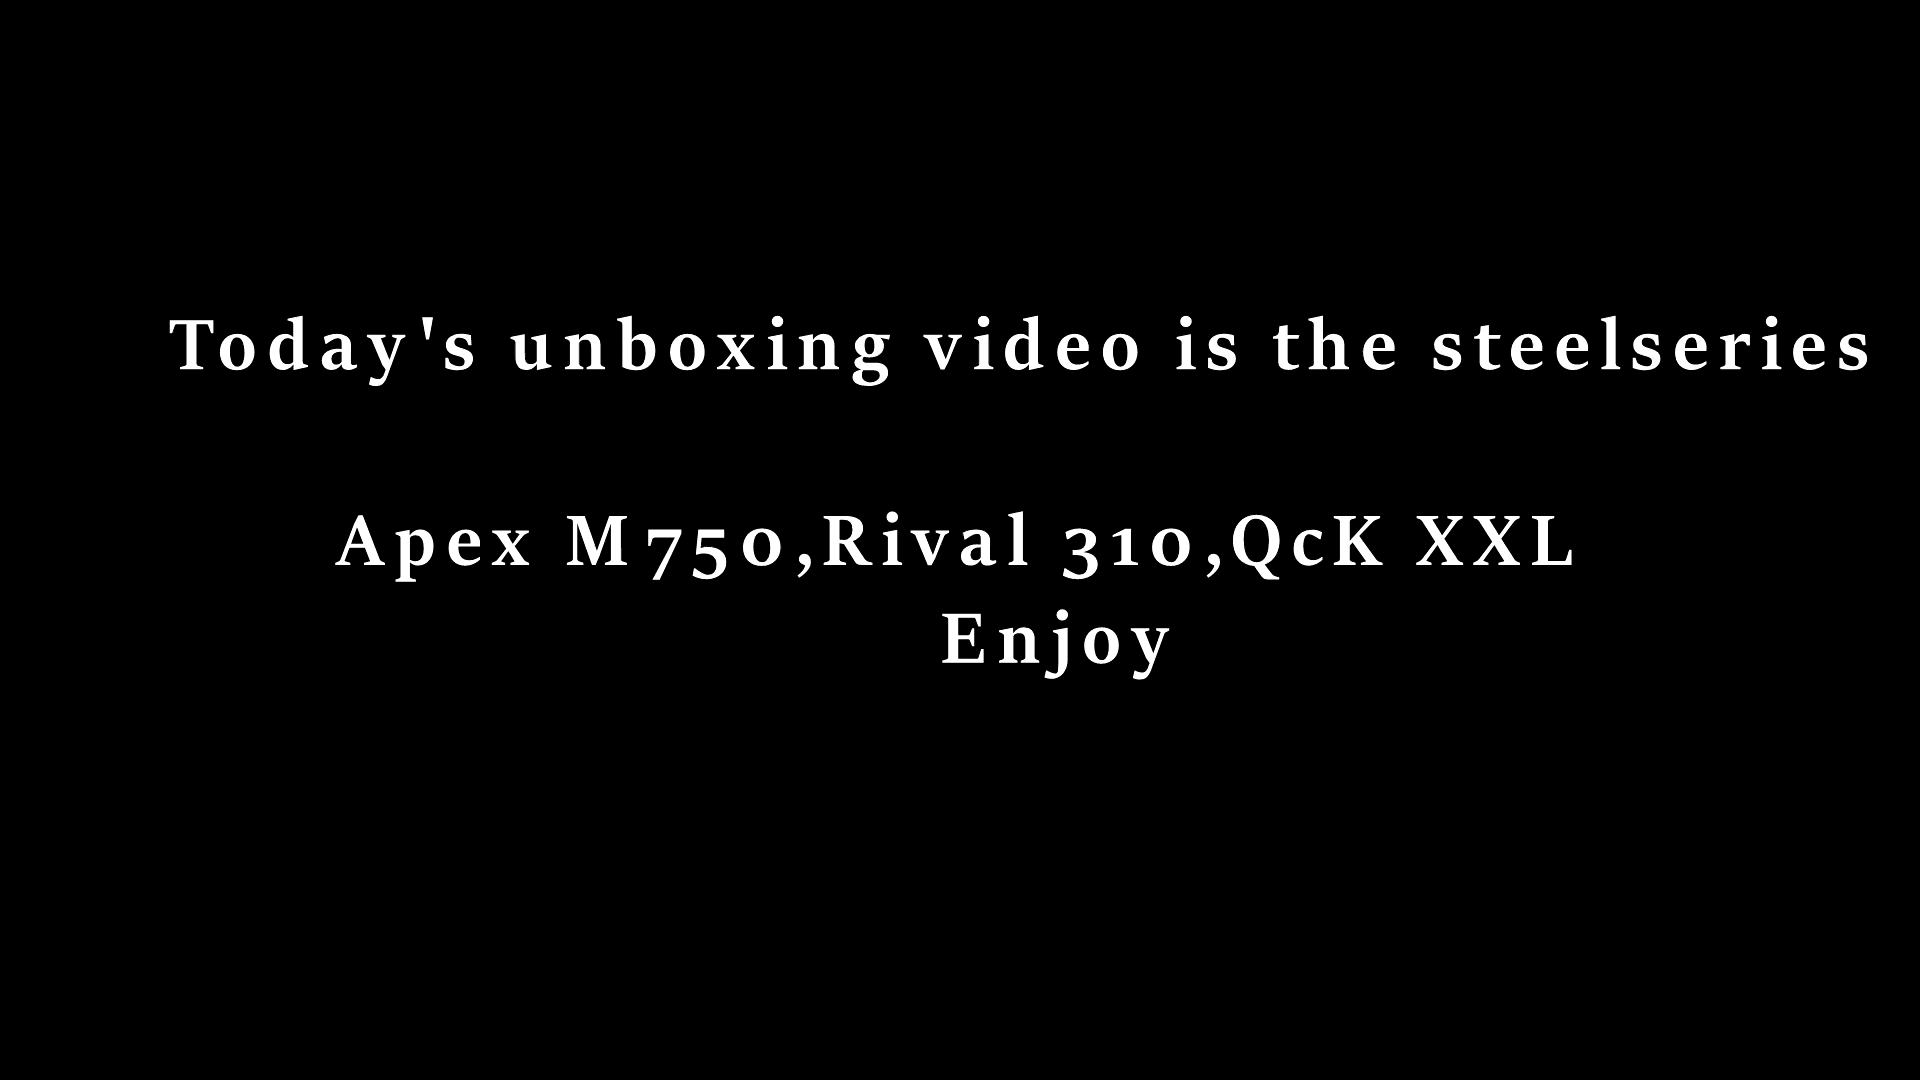 Today's unboxing video is the steelseries
Apex M750,Rival 310,QcK XXL
Enjoy